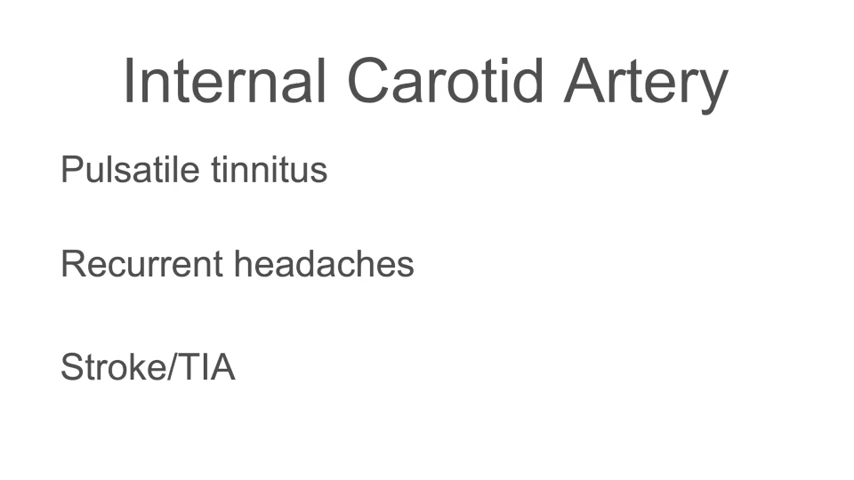 Internal Carotid Artery
Pulsatile tinnitus
Recurrent headaches
Stroke/TIA